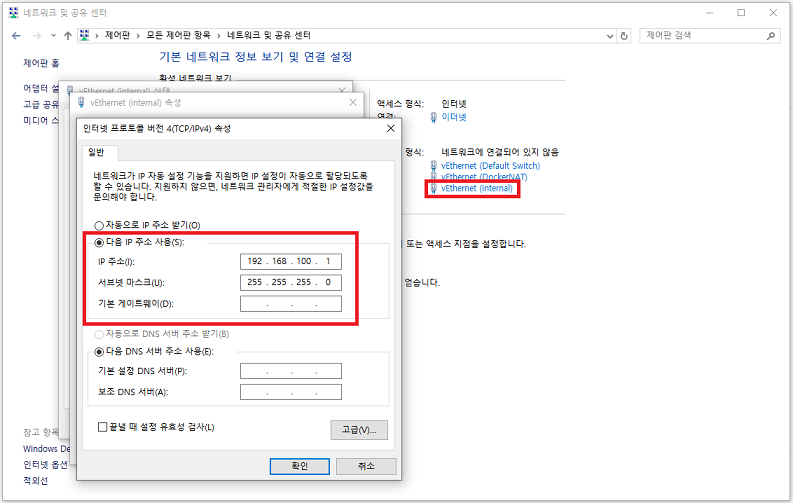 네트워크 및 공유 센터
제어판 › 모든 제어판 항목 › 네트워크 및 공유 센터
제어판 검색
제어판 홈
어댑터 설
고급 공유
미디어 스
기본 네트워크 정보 보기 및 연결 설정
활성 네트워크 보기
액세스 형식: 인터넷
연결: 이더넷
형식: 네트워크에 연결되어 있지 않음
vEthernet (Default Switch)
vEthernet (DockerNAT)
vEthernet (internal)
또는 액세스 지점을 설정합니다.
얻습니다.
vEthernet (internal) 상태
vEthernet (internal) 속성
인터넷 프로토콜 버전 4(TCP/IPv4) 속성
일반
네트워크가 IP 자동 설정 기능을 지원하면 IP 설정이 자동으로 할당되도록
할 수 있습니다. 지원하지 않으면, 네트워크 관리자에게 적절한 IP 설정값을
문의해야 합니다.
자동으로 IP 주소 받기(O)
다음 IP 주소 사용(S):
IP 주소(I): 192 . 168 . 100 . 1
서브넷 마스크(U): 255 . 255 . 255 . 0
기본 게이트웨이(D): . . .
자동으로 DNS 서버 주소 받기(B)
다음 DNS 서버 주소 사용(E):
기본 설정 DNS 서버(P): . . .
보조 DNS 서버(A): . . .
끝낼 때 설정 유효성 검사(L)
고급(V)...
확인
취소
참고 항목
Windows De
인터넷 옵션
적외선